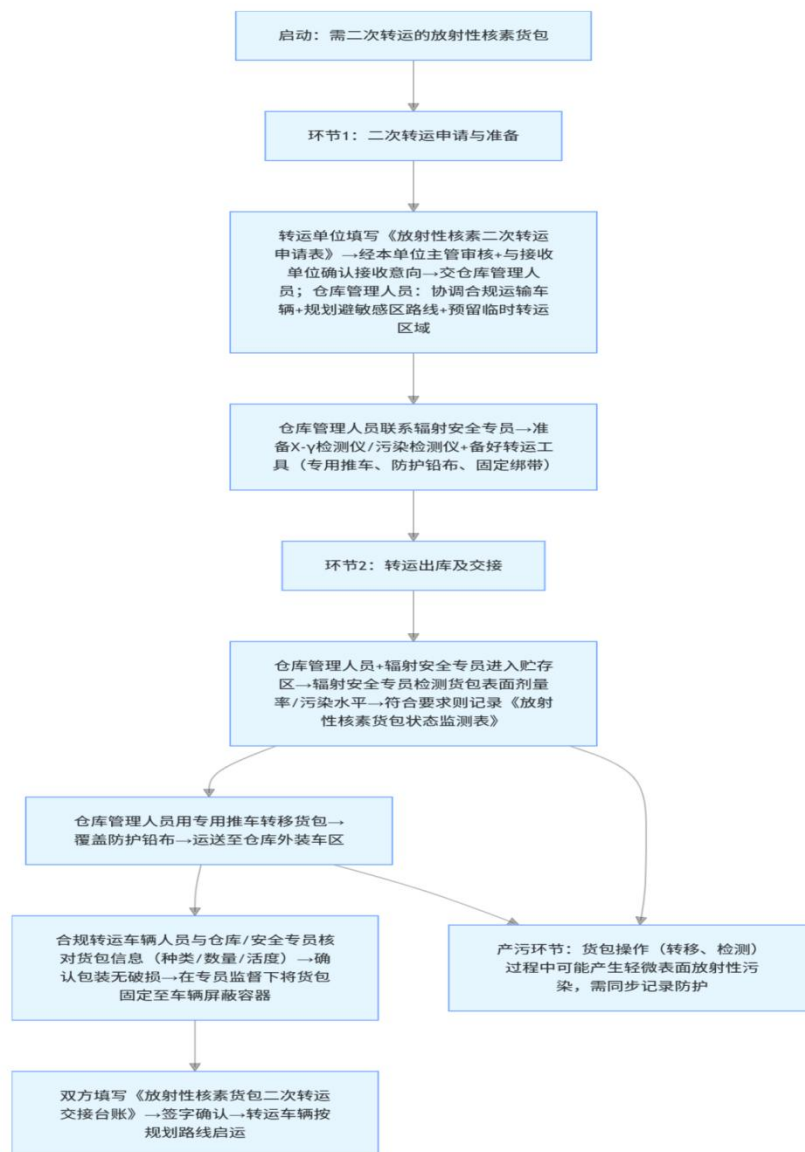 启动：需二次转运的放射性核素货包
环节1：二次转运申请与准备
转运单位填写《放射性核素二次转运
申请表》→经本单位主管审核+与接收
单位确认接收意向→交仓库管理人
员；仓库管理人员：协调合规运输车
辆+规划避敏感区路线+预留临时转运
区域
仓库管理人员联系辐射安全专员→准
备X-γ检测仪/污染检测仪+备好转运工
具（专用推车、防护铅布、固定绑带）
环节2：转运出库及交接
仓库管理人员+辐射安全专员进入贮存
区→辐射安全专员检测货包表面剂量
率/污染水平→符合要求则记录《放射
性核素货包状态监测表》
仓库管理人员用专用推车转移货包→
覆盖防护铅布→运送至仓库外装车区
合规转运车辆人员与仓库/安全专员核
对货包信息（种类/数量/活度）→确
认包装无破损→在专员监督下将货包
固定至车辆屏蔽容器
产污环节：货包操作（转移、检测）
过程中可能产生轻微表面放射性污
染，需同步记录防护
双方填写《放射性核素货包二次转运
交接台账》→签字确认→转运车辆按
规划路线启运